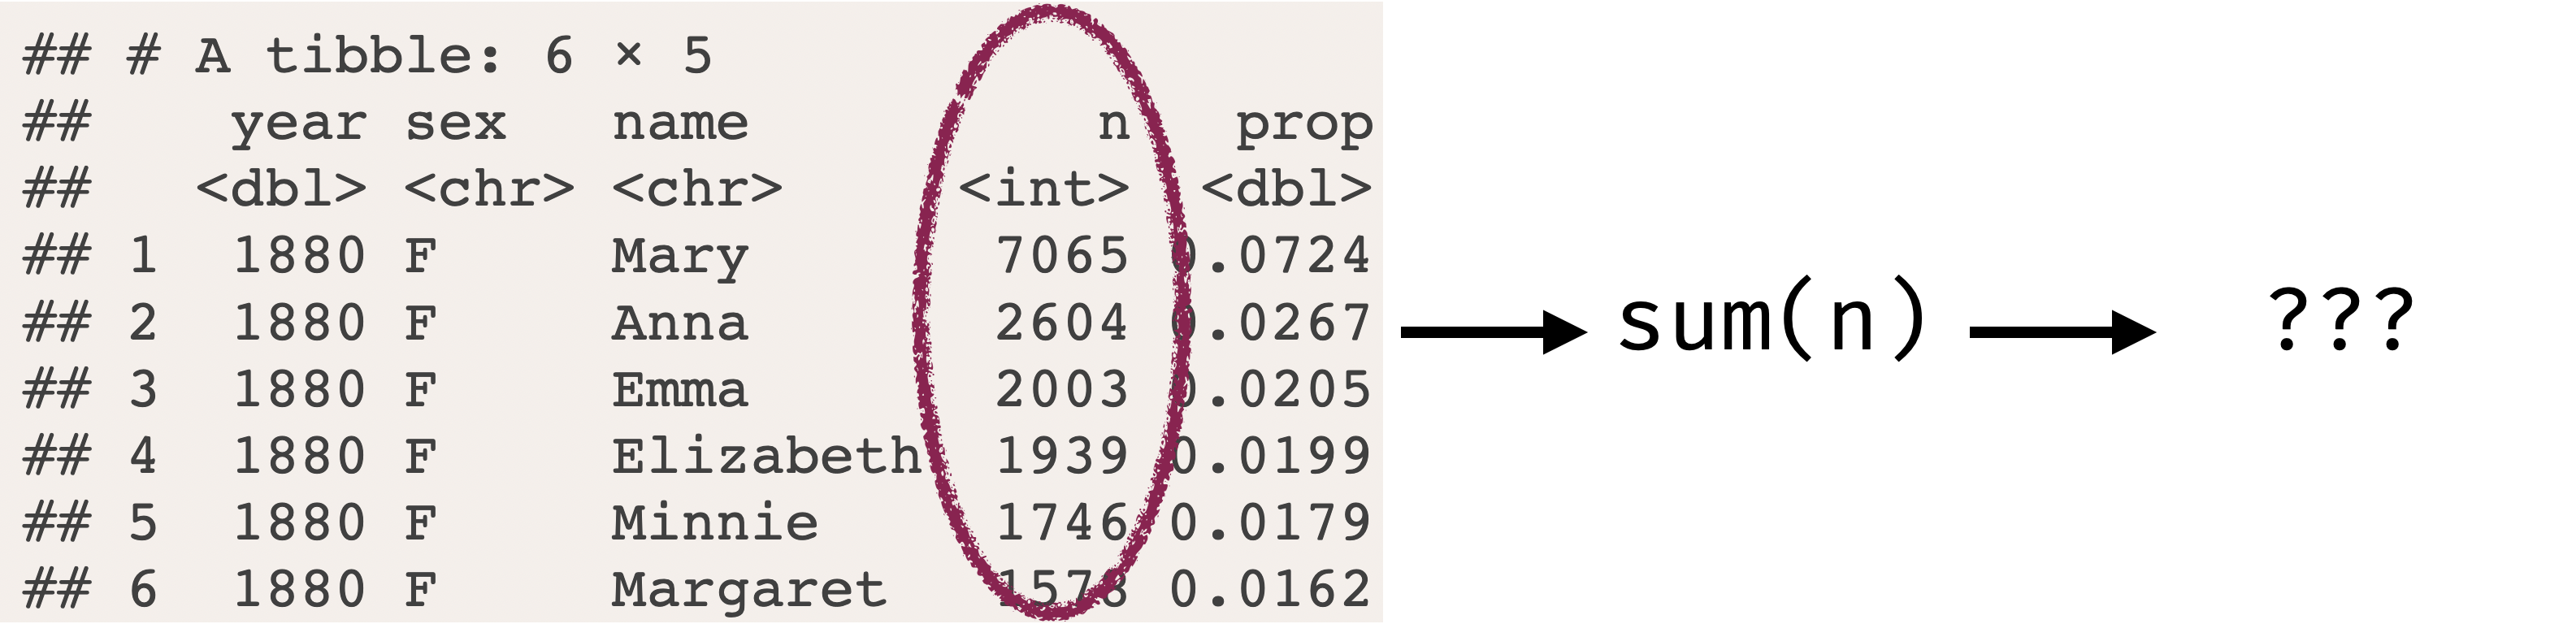 ## # A tibble: 6 × 5
##    year sex   name          n   prop
##   <dbl> <chr> <chr>     <int>  <dbl>
## 1  1880 F     Mary       7065 0.0724
## 2  1880 F     Anna       2604 0.0267
## 3  1880 F     Emma       2003 0.0205
## 4  1880 F     Elizabeth  1939 0.0199
## 5  1880 F     Minnie     1746 0.0179
## 6  1880 F     Margaret   1578 0.0162
sum(n)
???